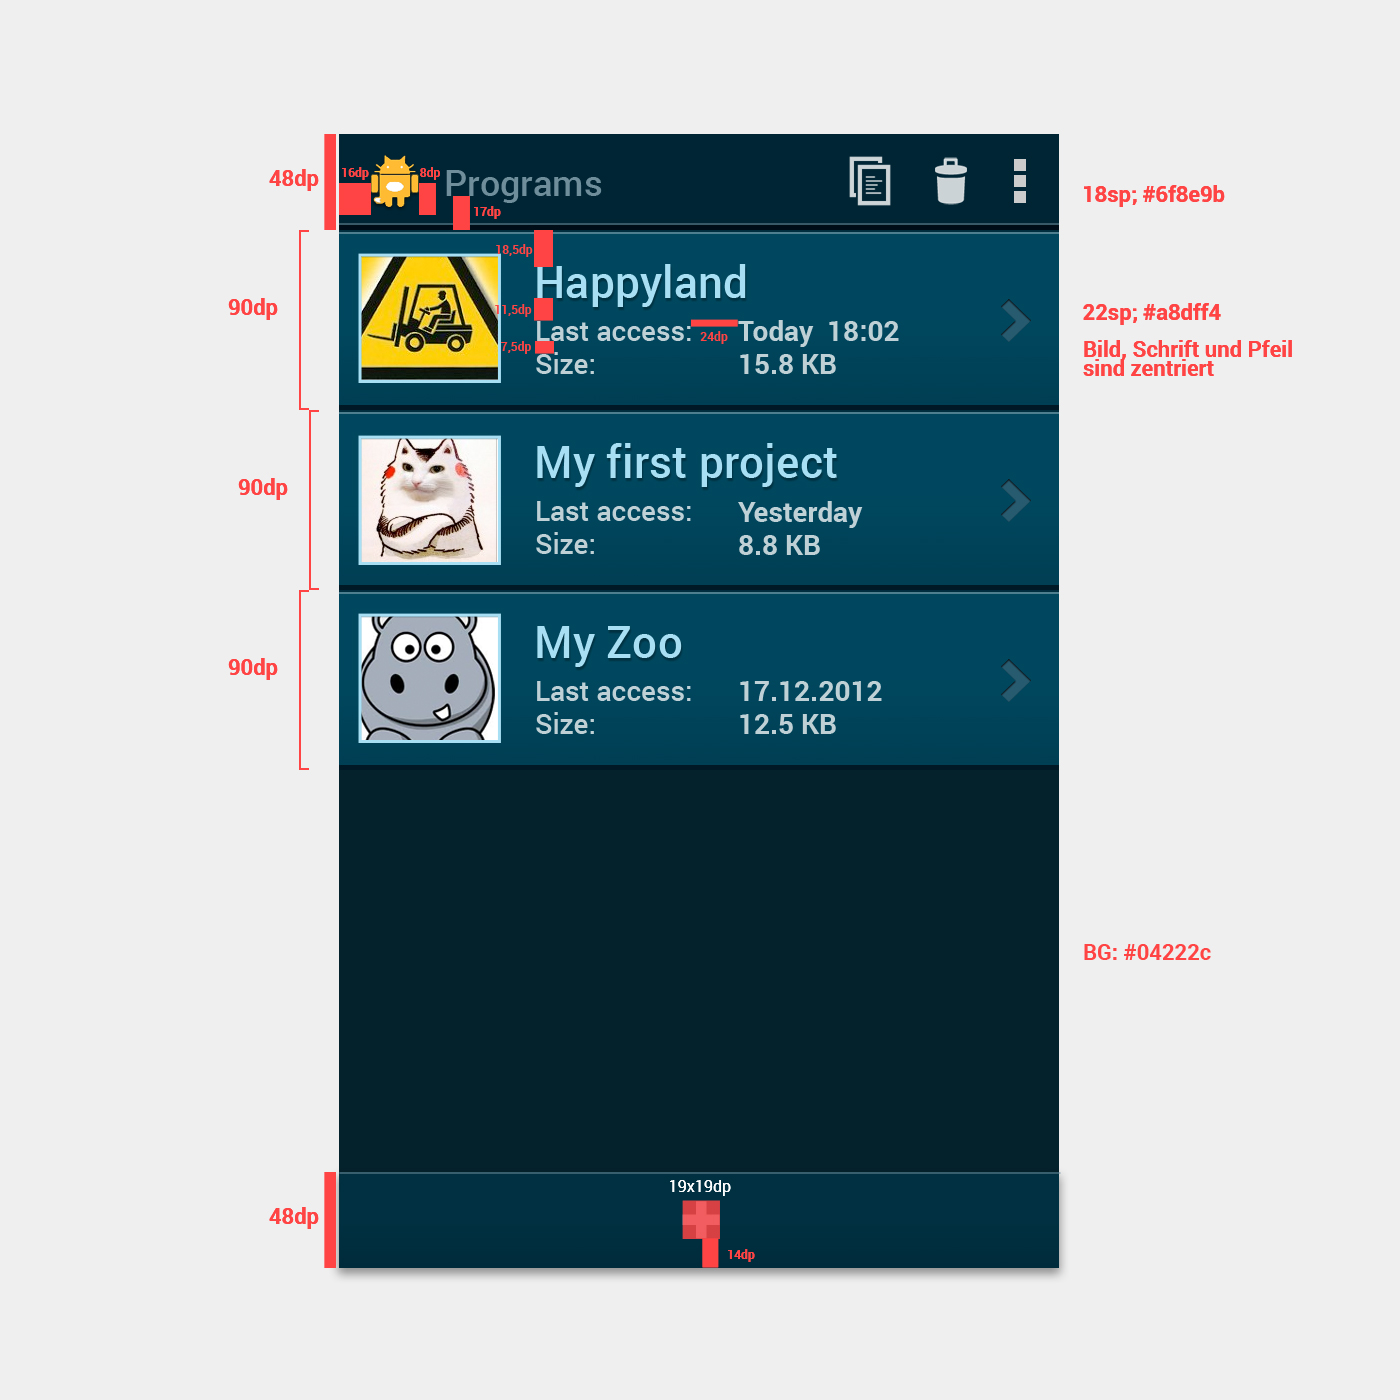 48dp
16dp
8dp
Programs
17dp
18sp; #6f8e9b
90dp
18,5dp
Happyland
11,5dp
Last access:
24dp
Today 18:02
7,5dp
Size:
15.8 KB
22sp; #a8dff4
Bild, Schrift und Pfeil
sind zentriert
90dp
My first project
Last access:
Yesterday
Size:
8.8 KB
90dp
My Zoo
Last access:
17.12.2012
Size:
12.5 KB
BG: #04222c
48dp
19x19dp
14dp